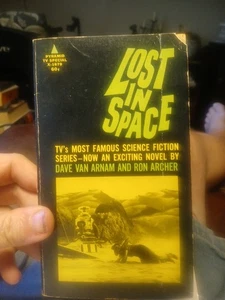 PYRAMID
TV SPECIAL
X-1679
60¢
LOST
IN
SPACE
TV's MOST FAMOUS SCIENCE FICTION
SERIES—NOW AN EXCITING NOVEL BY
DAVE VAN ARNAM AND RON ARCHER